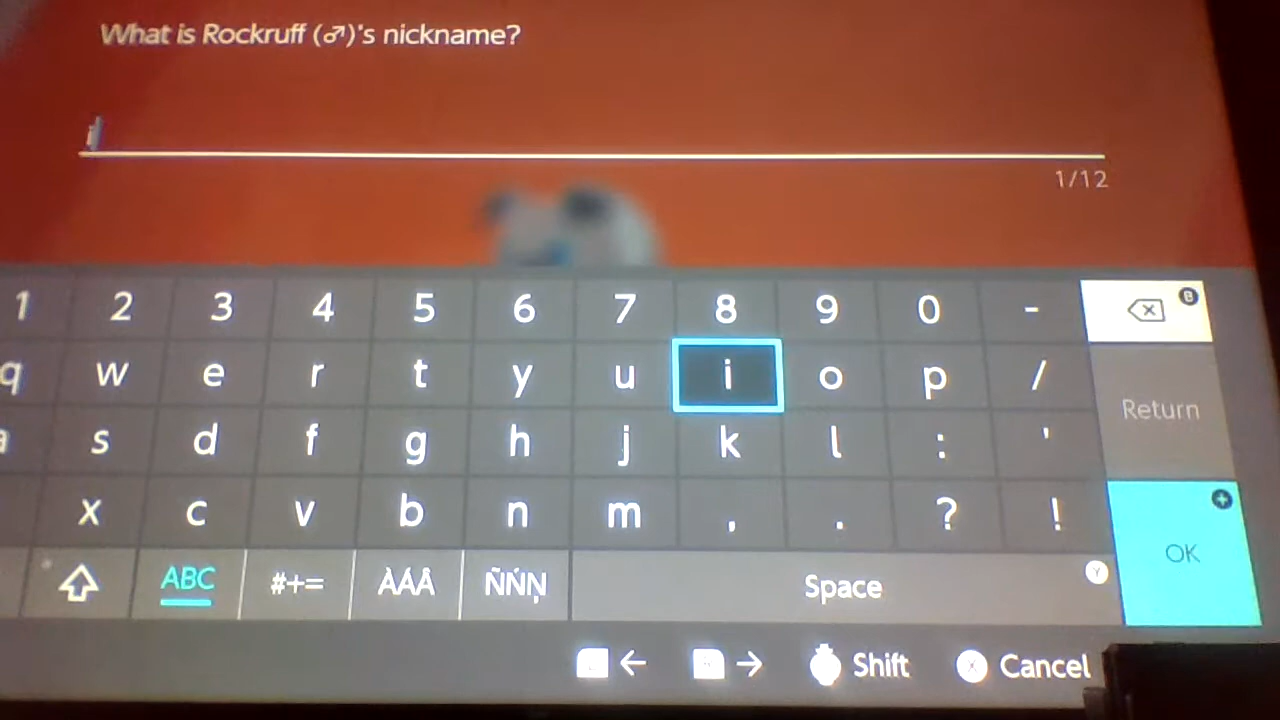 What is Rockruff (♂)'s nickname?
i
1/12
1 2 3 4 5 6 7 8 9 0 -
B
q w e r t y u i o p /
Return
a s d f g h j k l : '
x c v b n m , . ? !
+
OK
ABC #+= ÀÁÂ ÑŃŅ Space
Y
← → Shift X Cancel